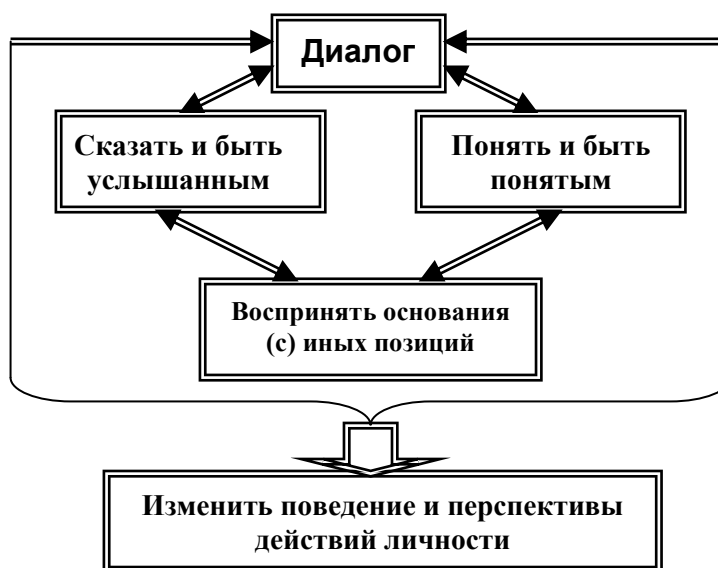 Диалог
Сказать и быть
услышанным
Понять и быть
понятым
Воспринять основания
(с) иных позиций
Изменить поведение и перспективы
действий личности